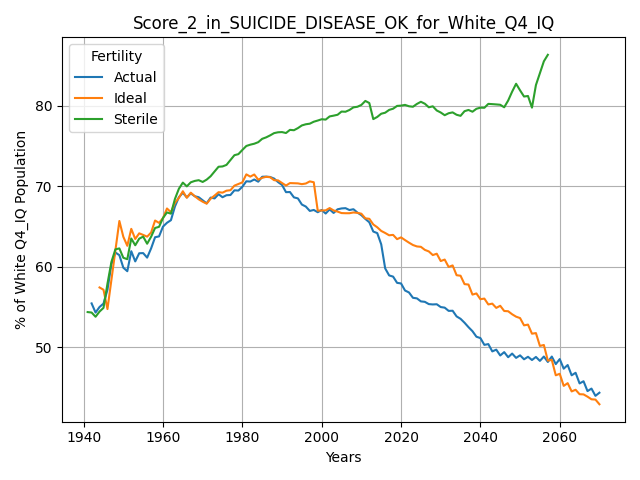 Score_2_in_SUICIDE_DISEASE_OK_for_White_Q4_IQ
Fertility
Actual
Ideal
Sterile
% of White Q4_IQ Population
80
70
60
50
1940
1960
1980
2000
2020
2040
2060
Years